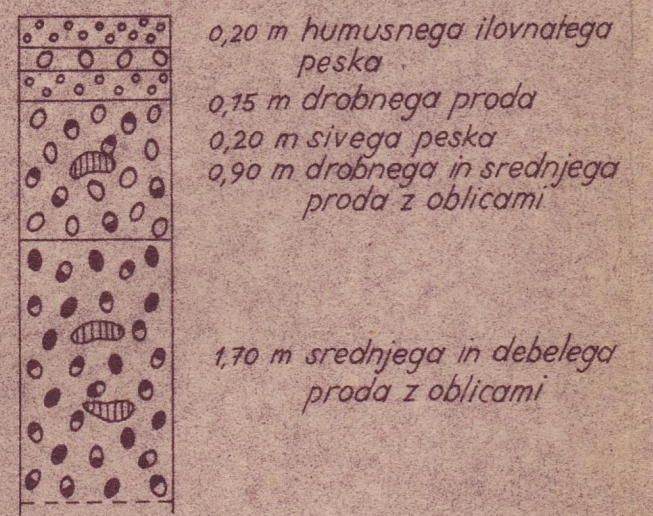 0,20 m humusnega ilovnatega
peska
0,15 m drobnega proda
0,20 m sivega peska
0,90 m drobnega in srednjega
proda z oblicami
1,70 m srednjega in debelega
proda z oblicami